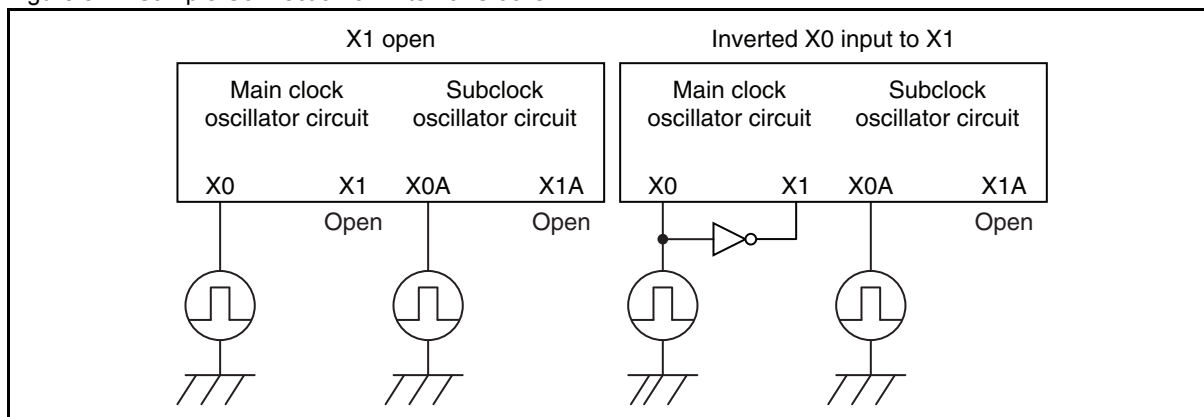 X1 open
Inverted X0 input to X1
Main clock
oscillator circuit
Subclock
oscillator circuit
Main clock
oscillator circuit
Subclock
oscillator circuit
X0 X1 X0A X1A
X0 X1 X0A X1A
Open Open
Open